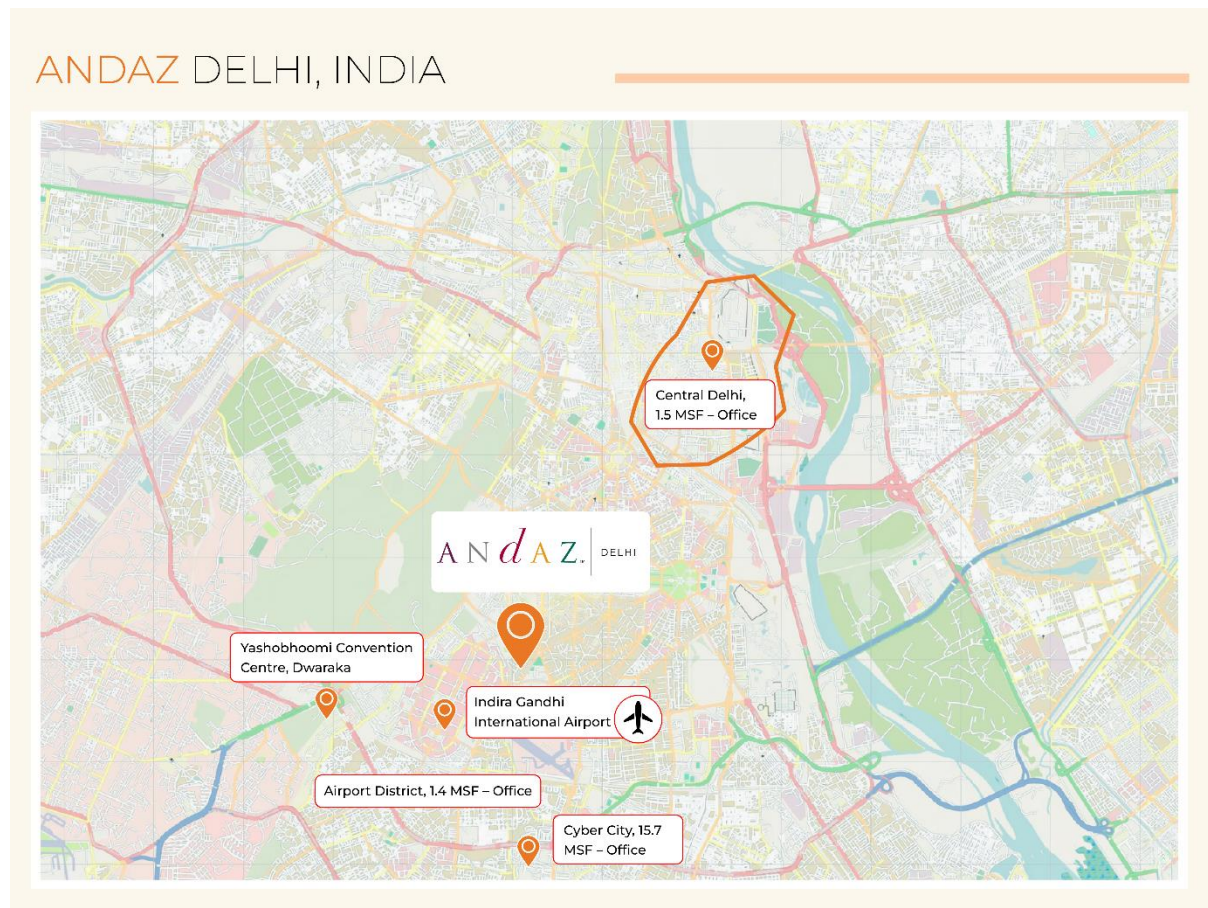 ANDAZ DELHI, INDIA
Central Delhi,
1.5 MSF – Office
ANdAZ. DELHI
Yashobhoomi Convention
Centre, Dwaraka
Indira Gandhi
International Airport
Airport District, 1.4 MSF – Office
Cyber City, 15.7
MSF – Office